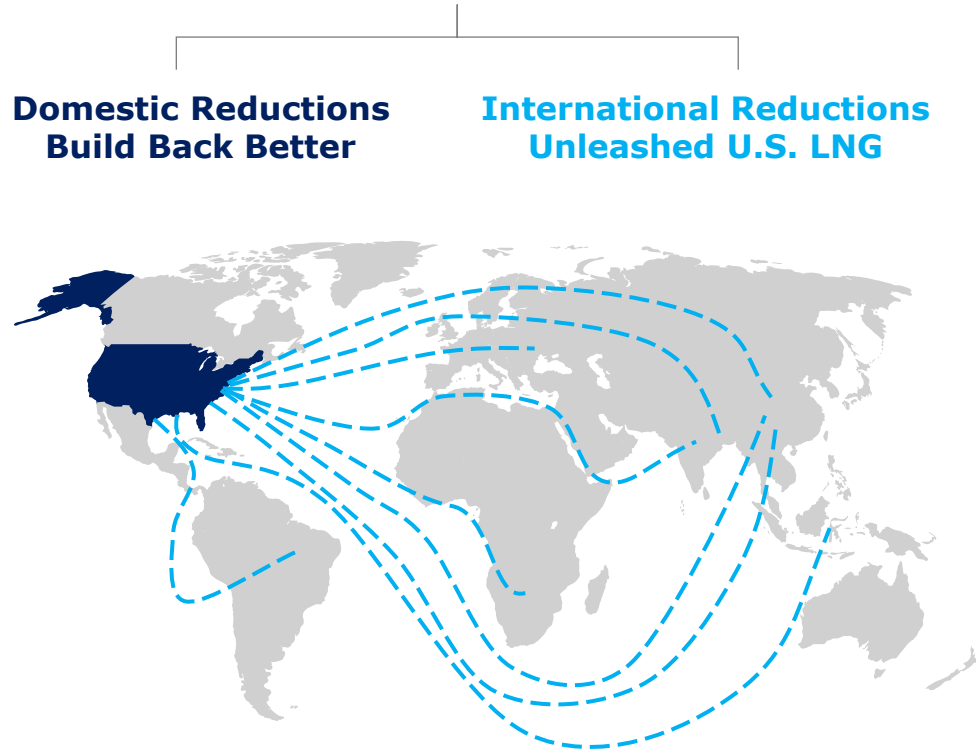 Domestic Reductions
Build Back Better
International Reductions
Unleashed U.S. LNG